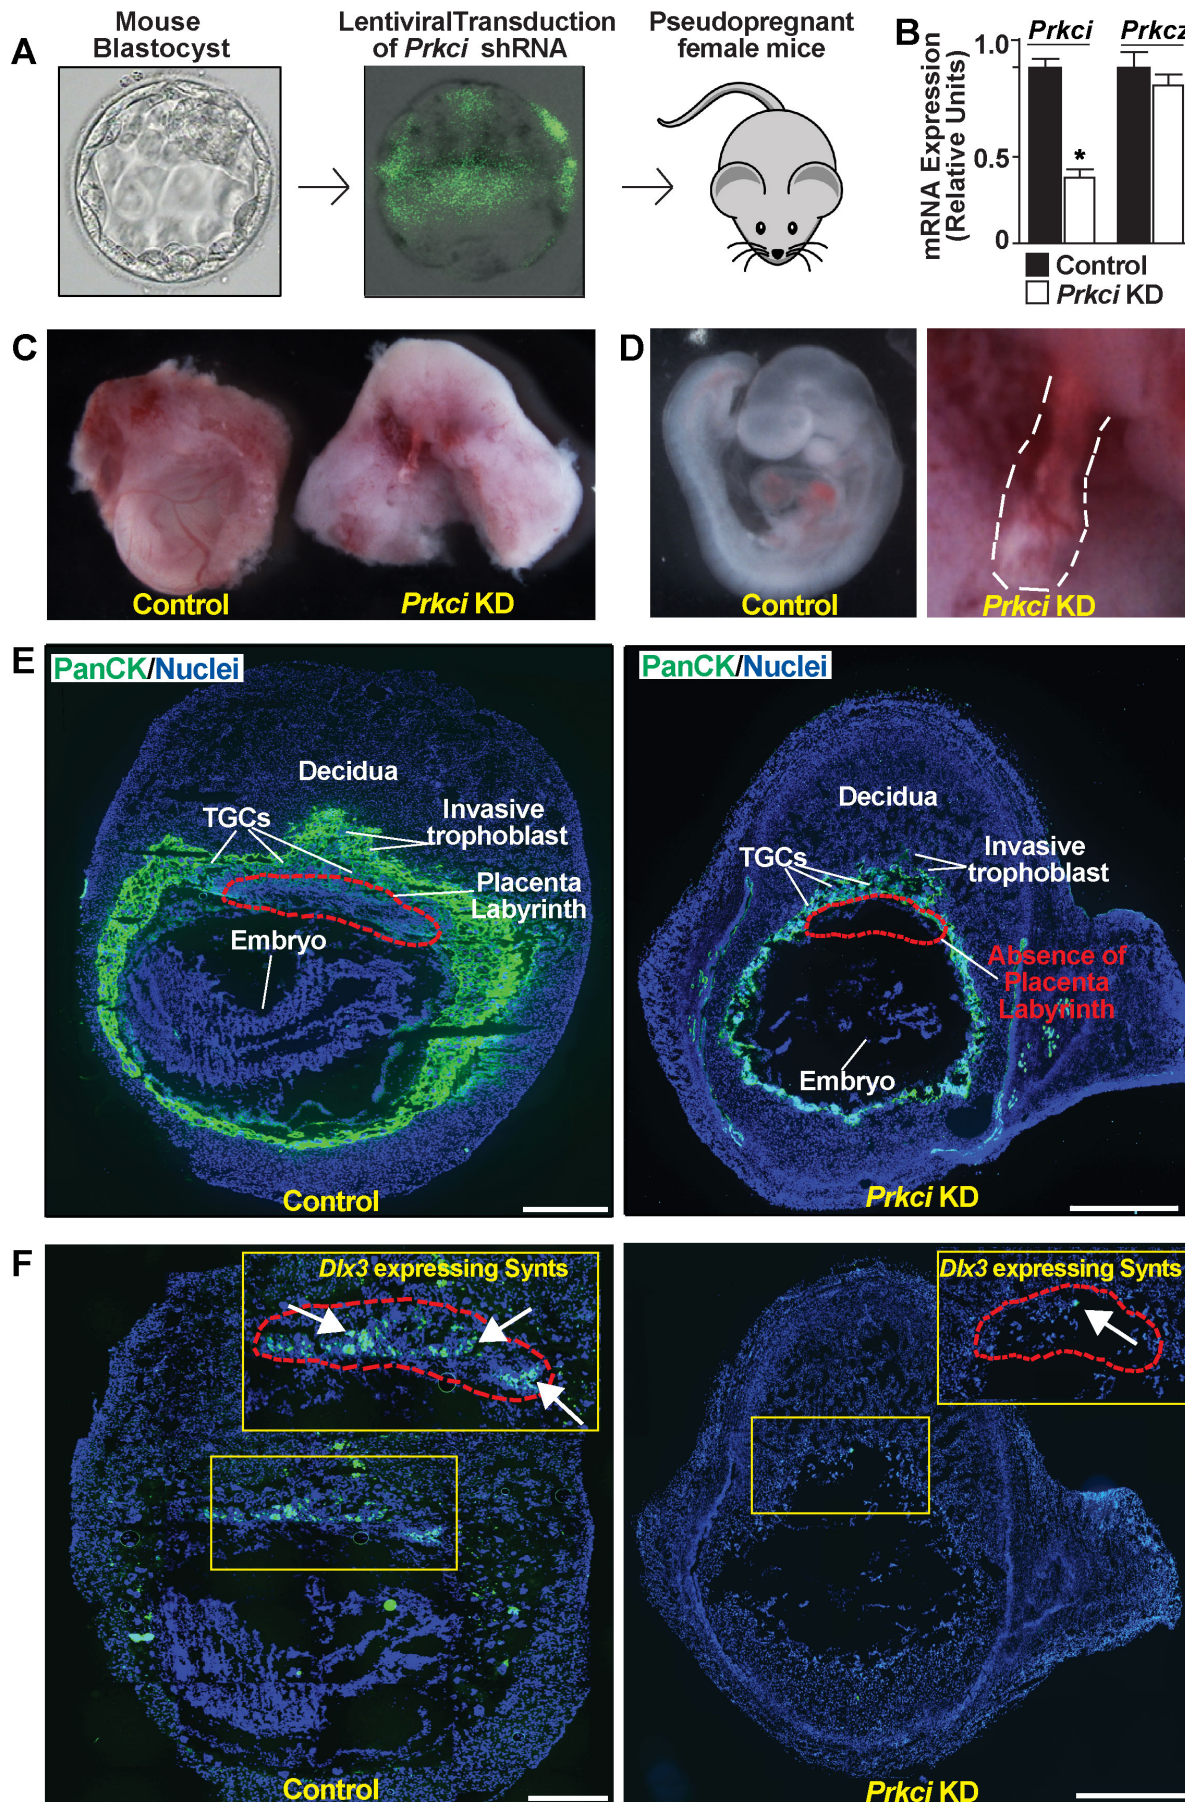 A
Mouse
Blastocyst
LentiviralTransduction
of Prkci shRNA
Pseudopregnant
female mice
B
Prkci
Prkcz
mRNA Expression
(Relative Units)
1.0
0.5
0
*
Control
Prkci KD
C
Control
Prkci KD
D
Control
Prkci KD
E
PanCK/Nuclei
Decidua
TGCs
Invasive
trophoblast
Placenta
Labyrinth
Embryo
Control
PanCK/Nuclei
Decidua
TGCs
Invasive
trophoblast
Absence of
Placenta
Labyrinth
Embryo
Prkci KD
F
Dlx3 expressing Synts
Control
Dlx3 expressing Synts
Prkci KD